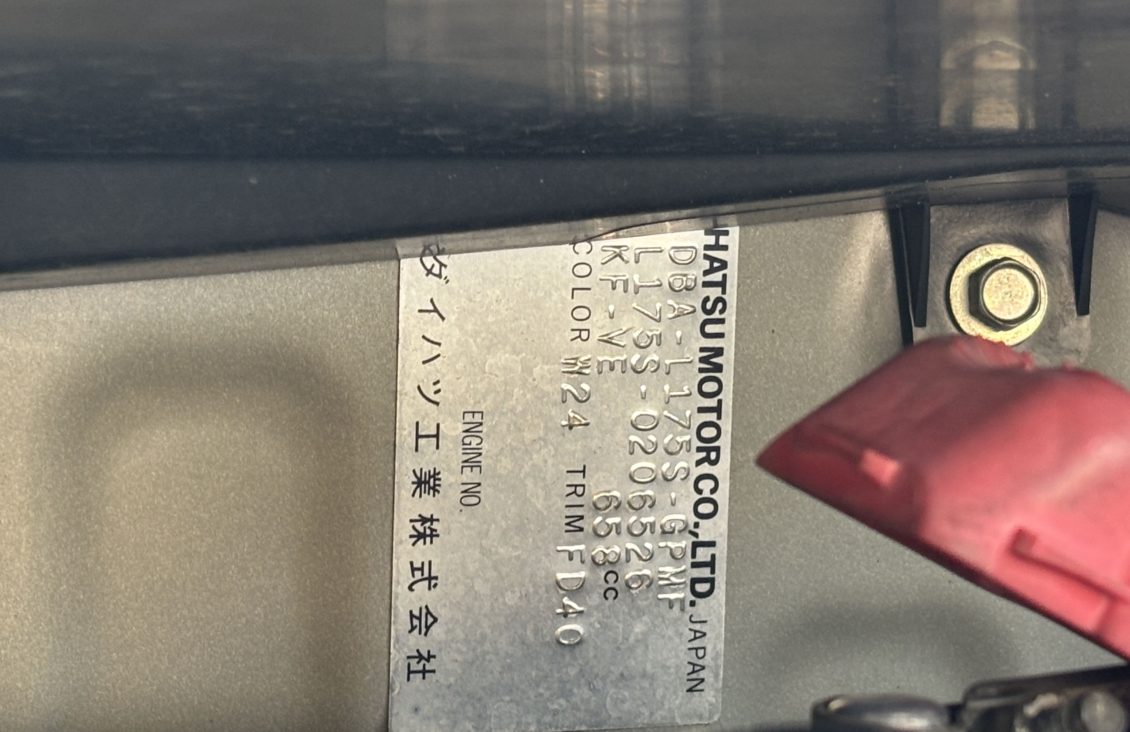 HATSU MOTOR CO., LTD. JAPAN
DBA-L175S-GPMF
L175S-0206526
KF-VE 658cc
COLOR W24 TRIM FD40
ENGINE NO.
ダイハツ工業株式会社